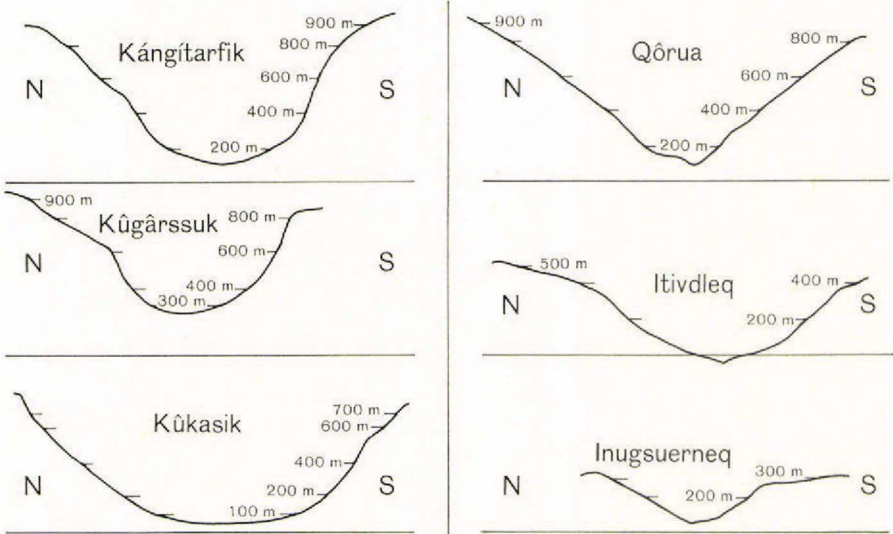 900 m
800 m
Kángítarfik
600 m
N
S
400 m
200 m
900 m
Kûgârssuk
800 m
600 m
N
S
400 m
300 m
Kûkasik
700 m
600 m
400 m
N
200 m
S
100 m
900 m
Qôrua
800 m
600 m
N
S
400 m
200 m
500 m
Itivdleq
400 m
N
S
200 m
Inugsuerneq
300 m
N
200 m
S